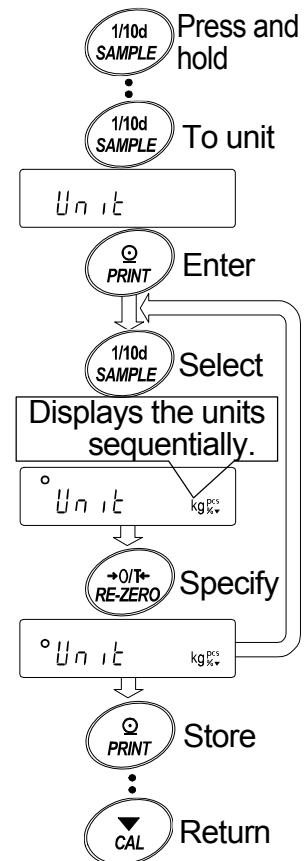 1/10d
SAMPLE
Press and
hold
1/10d
SAMPLE
To unit
Unit
PRINT
Enter
1/10d
SAMPLE
Select
Displays the units
sequentially.
Unit kg pcs %
→0/T←
RE-ZERO
Specify
Unit kg pcs %
PRINT
Store
CAL
Return